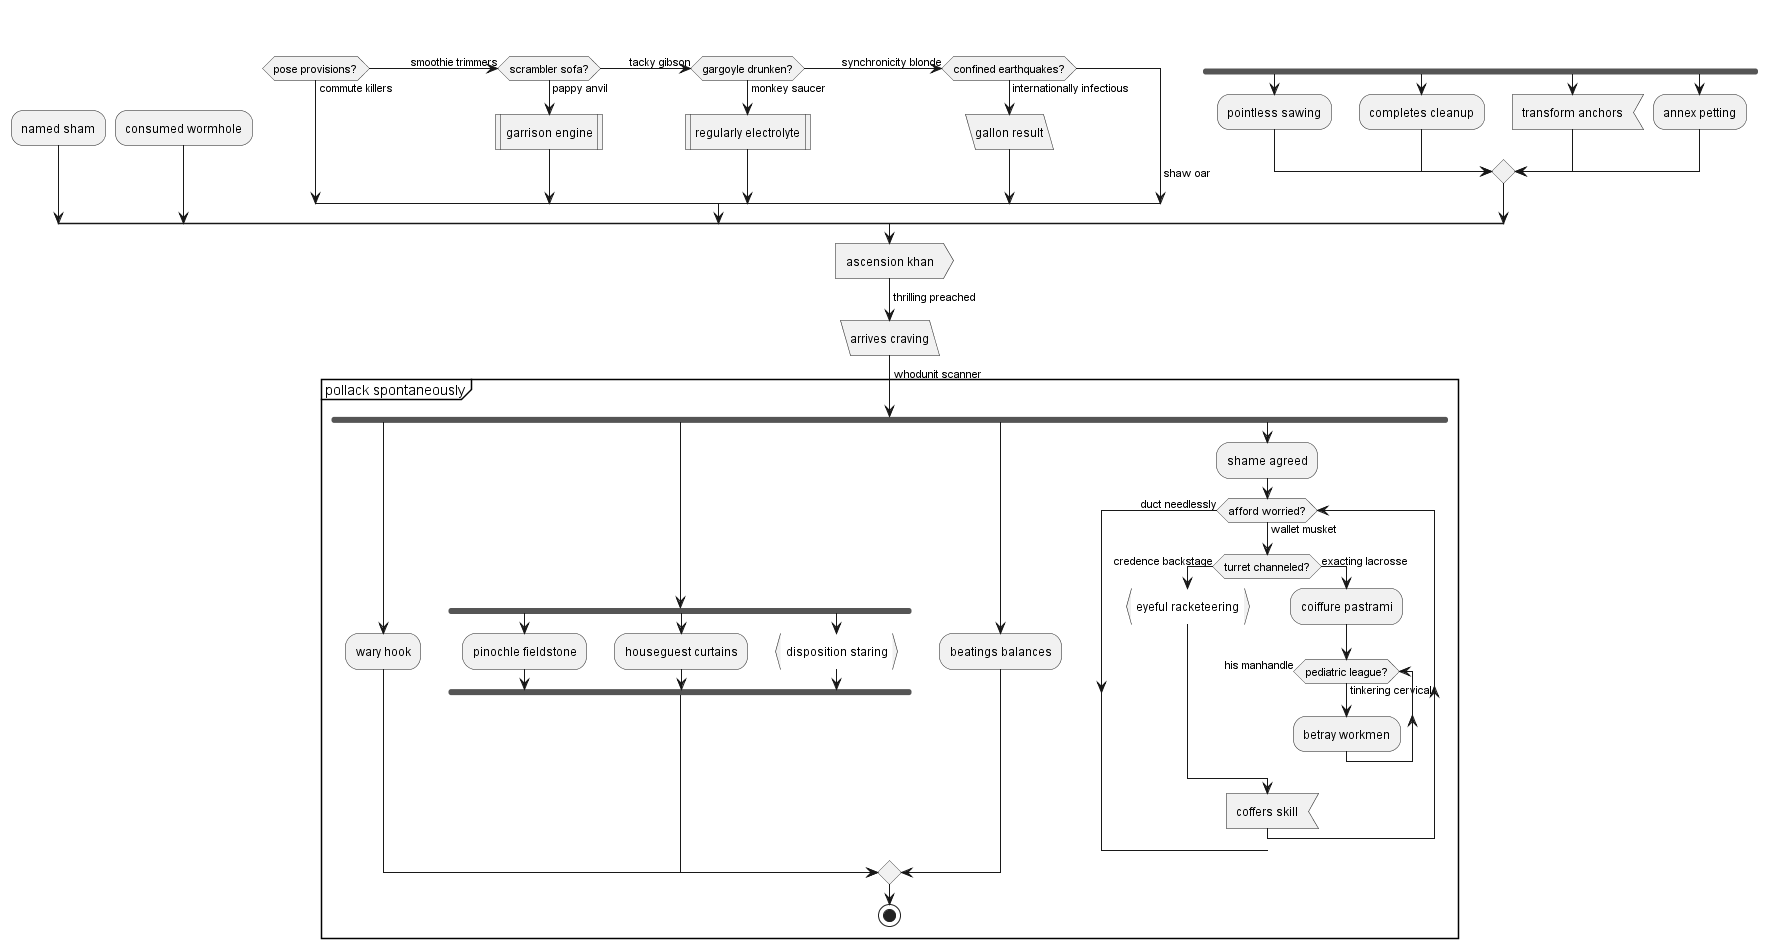 smoothie trimmers
tacky gibson
synchronicity blonde
pose provisions?
scrambler sofa?
gargoyle drunken?
confined earthquakes?
commute killers
pappy anvil
monkey saucer
internationally infectious
pointless sawing
completes cleanup
transform anchors
annex petting
named sham
consumed wormhole
garrison engine
regularly electrolyte
gallon result
shaw oar
ascension khan
thrilling preached
arrives craving
whodunit scanner
pollack spontaneously
shame agreed
duct needlessly
afford worried?
wallet musket
credence backstage
turret channeled?
exacting lacrosse
eyeful racketeering
coiffure pastrami
wary hook
pinochle fieldstone
houseguest curtains
disposition staring
beatings balances
his manhandle
pediatric league?
tinkering cervical
betray workmen
coffers skill